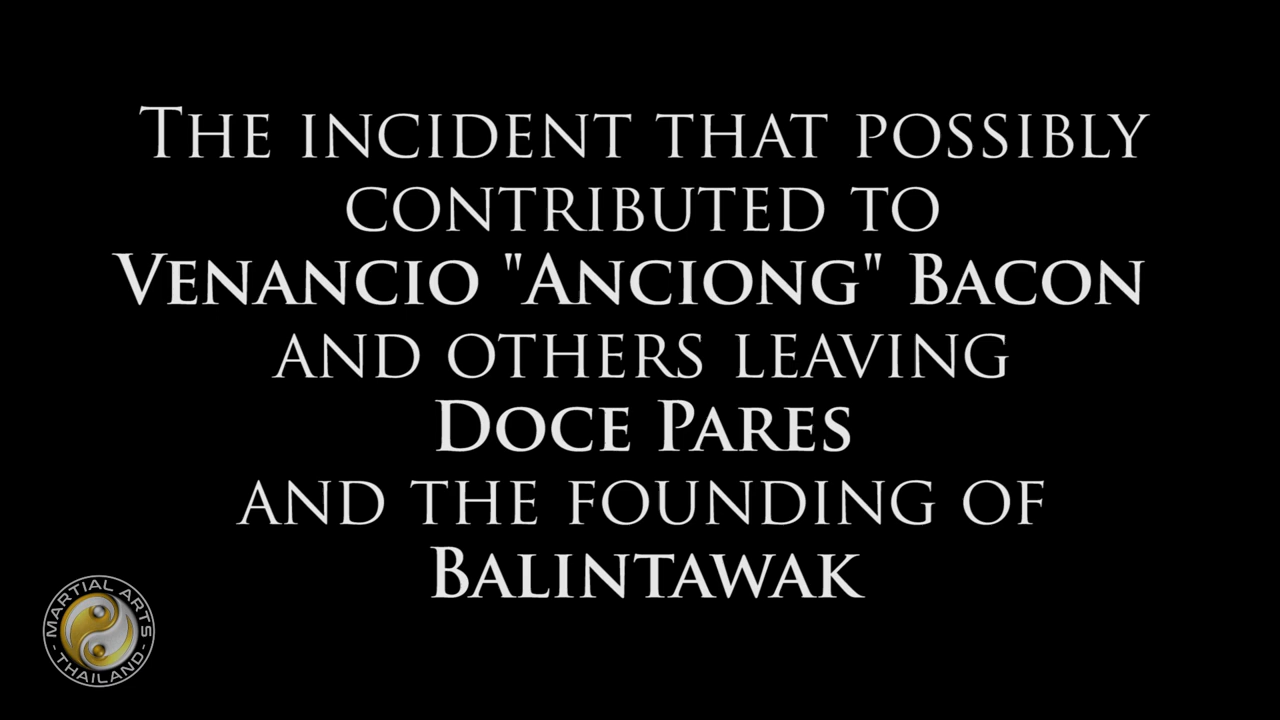 The incident that possibly
contributed to
Venancio "Anciong" Bacon
and others leaving
Doce Pares
and the founding of
Balintawak
MARTIAL ARTS
- THAILAND -